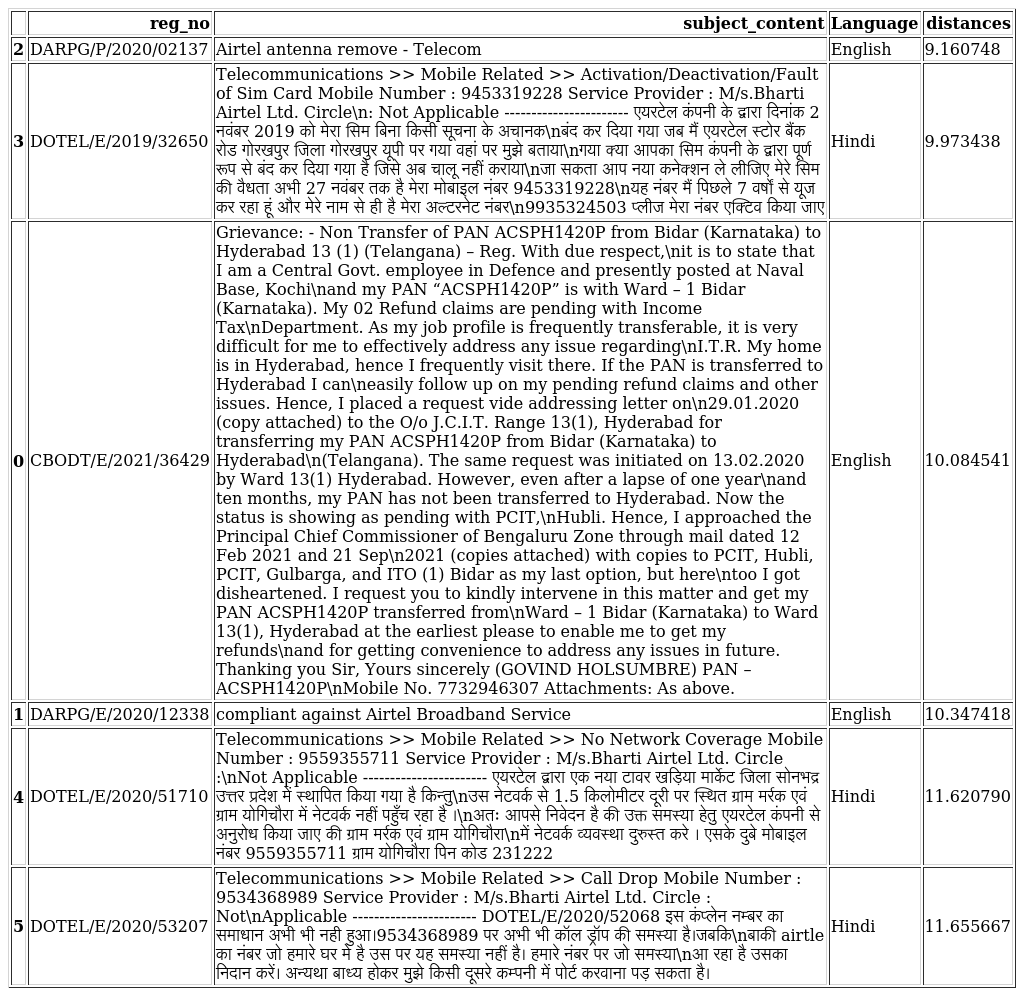 reg_no subject_content Language distances
2 DARPG/P/2020/02137 Airtel antenna remove - Telecom English 9.160748
Telecommunications >> Mobile Related >> Activation/Deactivation/Fault
of Sim Card Mobile Number : 9453319228 Service Provider : M/s.Bharti
Airtel Ltd. Circle\n: Not Applicable ----------------------- एयरटेल कंपनी के द्वारा दिनांक 2
नवंबर 2019 को मेरा सिम बिना किसी सूचना के अचानक\nबंद कर दिया गया जब मैं एयरटेल स्टोर बैंक
3 DOTEL/E/2019/32650 रोड गोरखपुर जिला गोरखपुर यूपी पर गया वहां पर मुझे बताया\nगया क्या आपका सिम कंपनी के द्वारा पूर्ण Hindi 9.973438
रूप से बंद कर दिया गया है जिसे अब चालू नहीं कराया\nजा सकता आप नया कनेक्शन ले लीजिए मेरे सिम
की वैधता अभी 27 नवंबर तक है मेरा मोबाइल नंबर 9453319228\nयह नंबर मैं पिछले 7 वर्षों से यूज
कर रहा हूं और मेरे नाम से ही है मेरा अल्टरनेट नंबर\n9935324503 प्लीज मेरा नंबर एक्टिव किया जाए
Grievance: - Non Transfer of PAN ACSPH1420P from Bidar (Karnataka) to
Hyderabad 13 (1) (Telangana) – Reg. With due respect,\nit is to state that
I am a Central Govt. employee in Defence and presently posted at Naval
Base, Kochi\nand my PAN “ACSPH1420P” is with Ward – 1 Bidar
(Karnataka). My 02 Refund claims are pending with Income
Tax\nDepartment. As my job profile is frequently transferable, it is very
difficult for me to effectively address any issue regarding\nI.T.R. My home
is in Hyderabad, hence I frequently visit there. If the PAN is transferred to
Hyderabad I can\neasily follow up on my pending refund claims and other
issues. Hence, I placed a request vide addressing letter on\n29.01.2020
(copy attached) to the O/o J.C.I.T. Range 13(1), Hyderabad for
transferring my PAN ACSPH1420P from Bidar (Karnataka) to
0 CBODT/E/2021/36429 Hyderabad\n(Telangana). The same request was initiated on 13.02.2020 English 10.084541
by Ward 13(1) Hyderabad. However, even after a lapse of one year\nand
ten months, my PAN has not been transferred to Hyderabad. Now the
status is showing as pending with PCIT,\nHubli. Hence, I approached the
Principal Chief Commissioner of Bengaluru Zone through mail dated 12
Feb 2021 and 21 Sep\n2021 (copies attached) with copies to PCIT, Hubli,
PCIT, Gulbarga, and ITO (1) Bidar as my last option, but here\ntoo I got
disheartened. I request you to kindly intervene in this matter and get my
PAN ACSPH1420P transferred from\nWard – 1 Bidar (Karnataka) to Ward
13(1), Hyderabad at the earliest please to enable me to get my
refunds\nand for getting convenience to address any issues in future.
Thanking you Sir, Yours sincerely (GOVIND HOLSUMBRE) PAN –
ACSPH1420P\nMobile No. 7732946307 Attachments: As above.
1 DARPG/E/2020/12338 compliant against Airtel Broadband Service English 10.347418
Telecommunications >> Mobile Related >> No Network Coverage Mobile
Number : 9559355711 Service Provider : M/s.Bharti Airtel Ltd. Circle
:\nNot Applicable ----------------------- एयरटेल द्वारा एक नया टावर खड़िया मार्केट जिला सोनभद्र
4 DOTEL/E/2020/51710 उत्तर प्रदेश में स्थापित किया गया है किन्तु\nउस नेटवर्क से 1.5 किलोमीटर दूरी पर स्थित ग्राम मर्रक एवं Hindi 11.620790
ग्राम योगिचौरा में नेटवर्क नहीं पहुँच रहा है ।\nअतः आपसे निवेदन है की उक्त समस्या हेतु एयरटेल कंपनी से
अनुरोध किया जाए की ग्राम मर्रक एवं ग्राम योगिचौरा\nमें नेटवर्क व्यवस्था दुरुस्त करे । एसके दुबे मोबाइल
नंबर 9559355711 ग्राम योगिचौरा पिन कोड 231222
Telecommunications >> Mobile Related >> Call Drop Mobile Number :
9534368989 Service Provider : M/s.Bharti Airtel Ltd. Circle :
Not\nApplicable ----------------------- DOTEL/E/2020/52068 इस कंप्लेन नम्बर का
5 DOTEL/E/2020/53207 समाधान अभी भी नही हुआ।9534368989 पर अभी भी कॉल ड्रॉप की समस्या है।जबकि\nबाकी airtle Hindi 11.655667
का नंबर जो हमारे घर में है उस पर यह समस्या नहीं है। हमारे नंबर पर जो समस्या\nआ रहा है उसका
निदान करें। अन्यथा बाध्य होकर मुझे किसी दूसरे कम्पनी में पोर्ट करवाना पड़ सकता है।